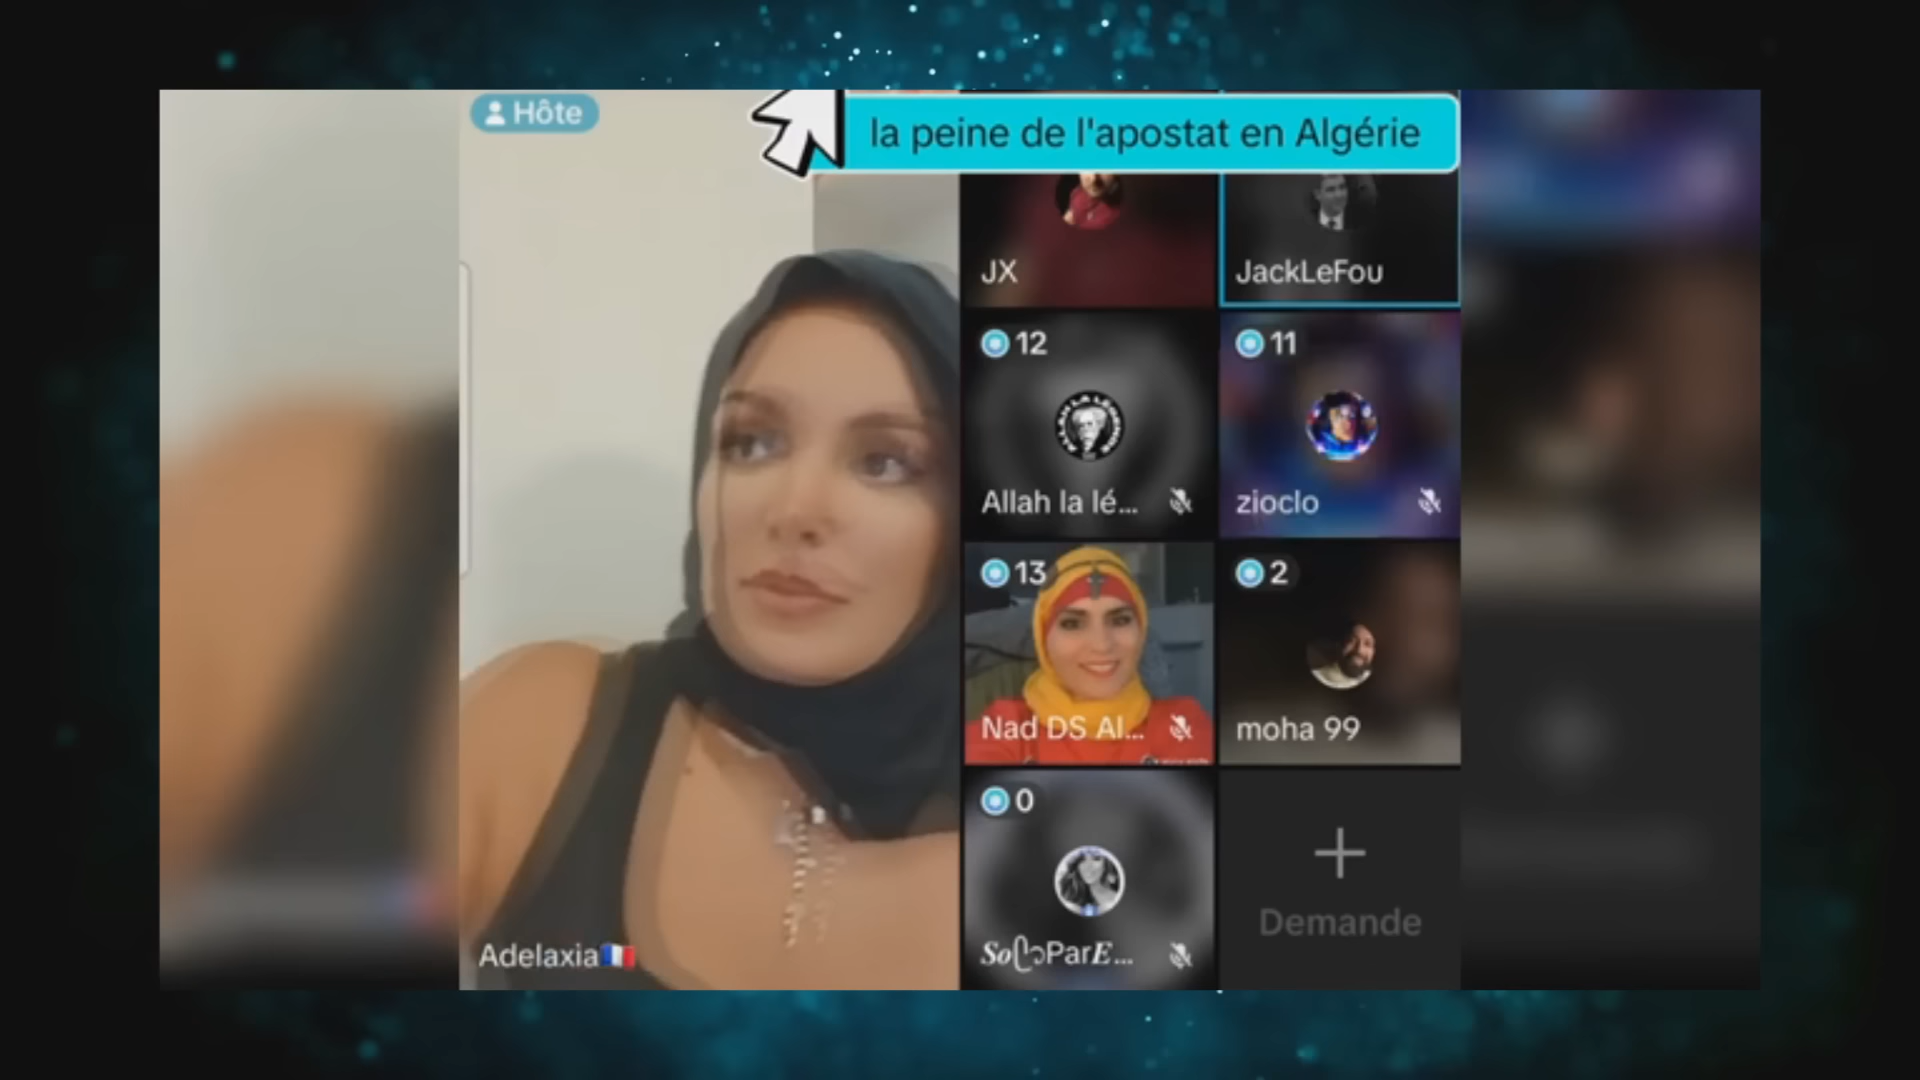 Hôte
la peine de l'apostat en Algérie
JX
JackLeFou
12
11
Allah la lé...
zioclo
13
2
Nad DS Al...
moha 99
0
Demande
Adelaxia🇫🇷